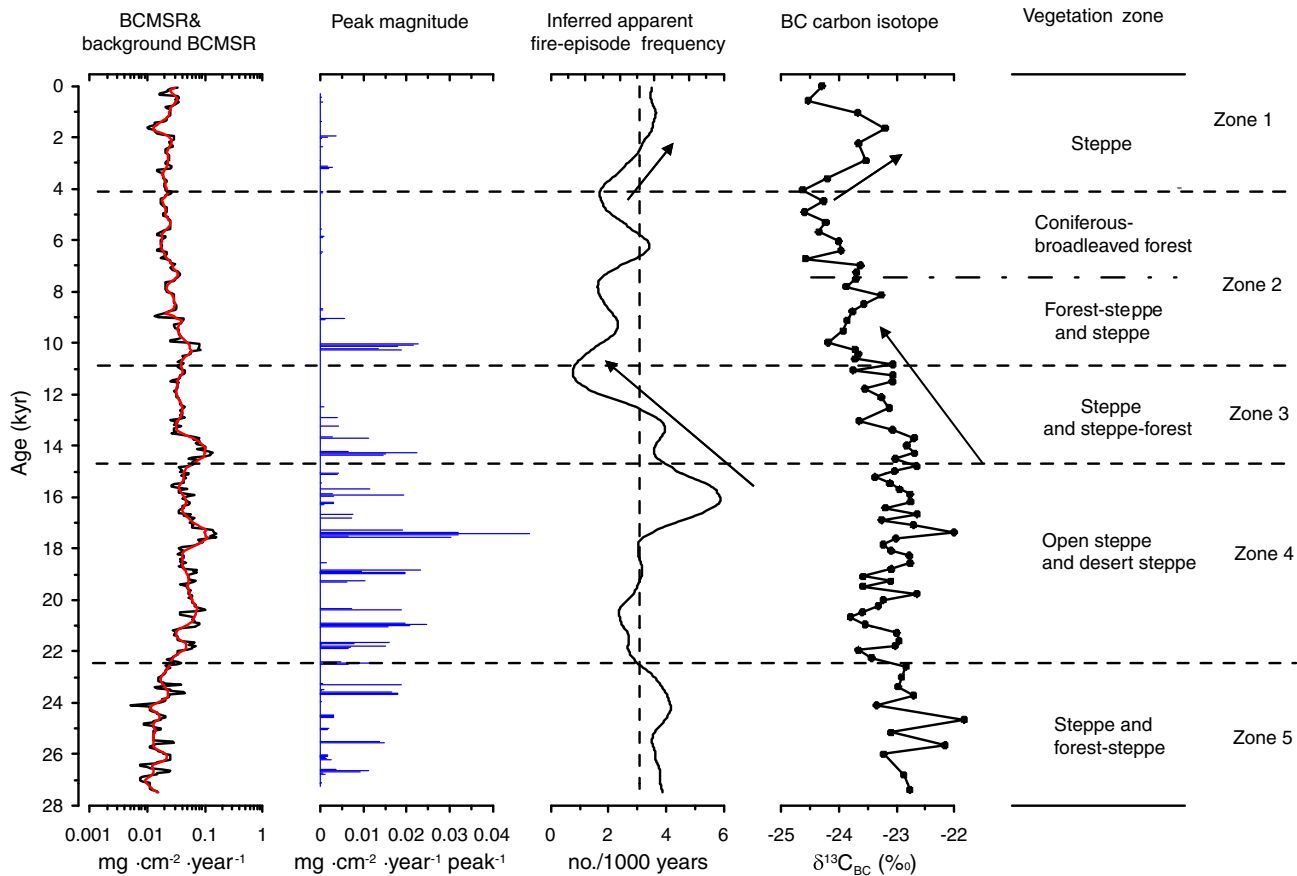 BCMSR&
background BCMSR
Peak magnitude
Inferred apparent
fire-episode frequency
BC carbon isotope
Vegetation zone
0
2
4
6
8
10
12
14
16
18
20
22
24
26
28
Age (kyr)
Steppe
Zone 1
Coniferous-
broadleaved forest
Zone 2
Forest-steppe
and steppe
Steppe
and steppe-forest
Zone 3
Open steppe
and desert steppe
Zone 4
Steppe and
forest-steppe
Zone 5
0.001 0.01 0.1 1
0 0.01 0.02 0.03 0.04
0 2 4 6
-25 -24 -23 -22
mg ·cm⁻² ·year⁻¹
mg ·cm⁻² ·year⁻¹ peak⁻¹
no./1000 years
δ¹³C_BC (‰)